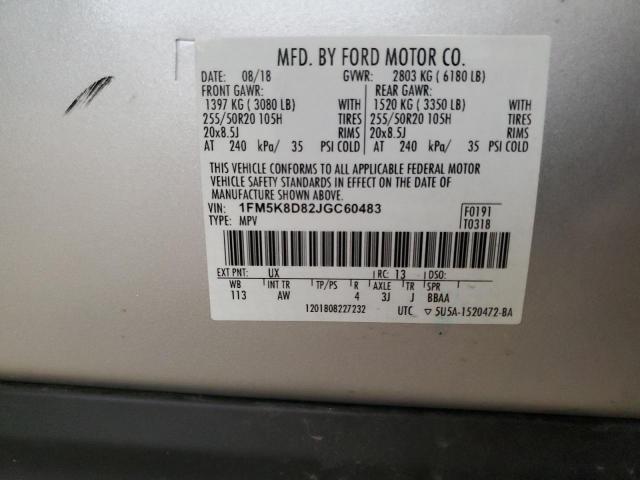 MFD. BY FORD MOTOR CO.
DATE: 08/18 GVWR: 2803 KG ( 6180 LB)
FRONT GAWR: REAR GAWR:
1397 KG ( 3080 LB) WITH 1520 KG ( 3350 LB) WITH
255/50R20 105H TIRES 255/50R20 105H TIRES
20x8.5J RIMS 20x8.5J RIMS
AT 240 kPa/ 35 PSI COLD AT 240 kPa/ 35 PSI COLD
THIS VEHICLE CONFORMS TO ALL APPLICABLE FEDERAL MOTOR
VEHICLE SAFETY STANDARDS IN EFFECT ON THE DATE OF
MANUFACTURE SHOWN ABOVE.
VIN: 1FM5K8D82JGC60483 F0191
TYPE: MPV T0318
EXT PNT: UX RC: 13 DSO:
WB INT TR TP/PS R AXLE TR SPR
113 AW 4 3J J BBAA
1201808227232 UTC ▽ 5U5A-1520472-BA